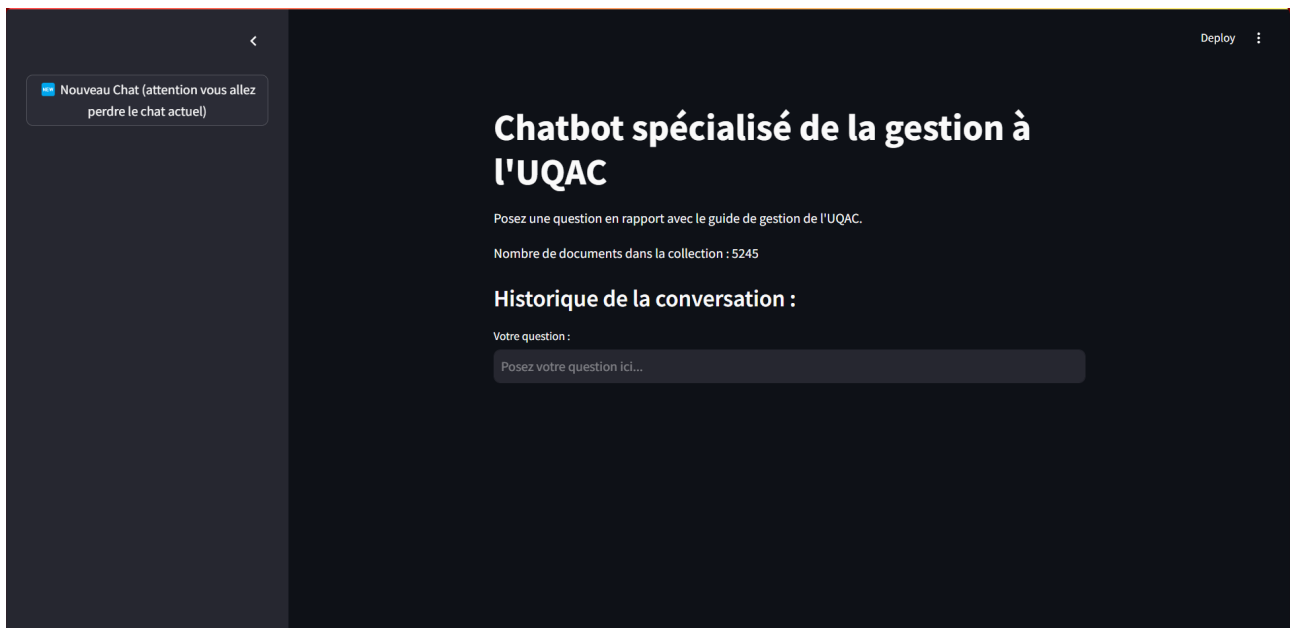 Deploy
NEW Nouveau Chat (attention vous allez
perdre le chat actuel)
Chatbot spécialisé de la gestion à
l'UQAC
Posez une question en rapport avec le guide de gestion de l'UQAC.
Nombre de documents dans la collection : 5245
Historique de la conversation :
Votre question :
Posez votre question ici...